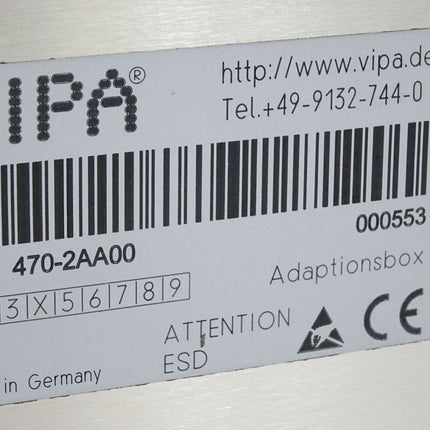 IPA®
http://www.vipa.de
Tel.+49-9132-744-0
470-2AA00
000553
3|X|5|6|7|8|9
Adaptionsbox
ATTENTION
ESD
CE
in Germany